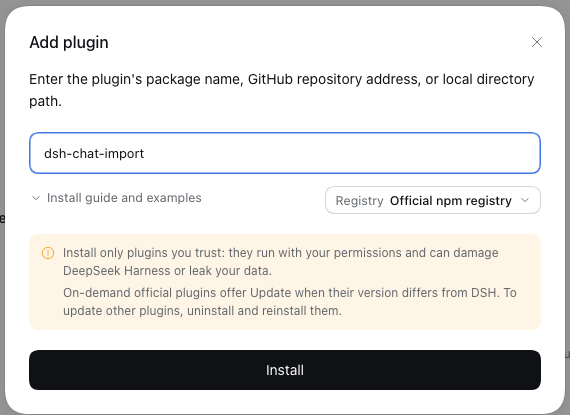 Add plugin
Enter the plugin's package name, GitHub repository address, or local directory
path.
dsh-chat-import
Install guide and examples
Registry Official npm registry
Install only plugins you trust: they run with your permissions and can damage
DeepSeek Harness or leak your data.
On-demand official plugins offer Update when their version differs from DSH. To
update other plugins, uninstall and reinstall them.
Install